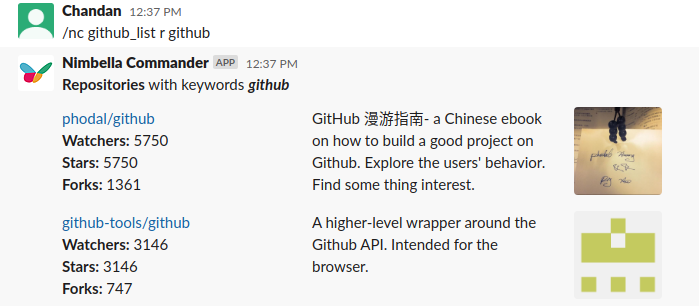 Chandan 12:37 PM
/nc github_list r github
Nimbella Commander APP 12:37 PM
Repositories with keywords github
phodal/github
Watchers: 5750
Stars: 5750
Forks: 1361
GitHub 漫游指南- a Chinese ebook
on how to build a good project on
Github. Explore the users' behavior.
Find some thing interest.
github-tools/github
Watchers: 3146
Stars: 3146
Forks: 747
A higher-level wrapper around the
Github API. Intended for the
browser.